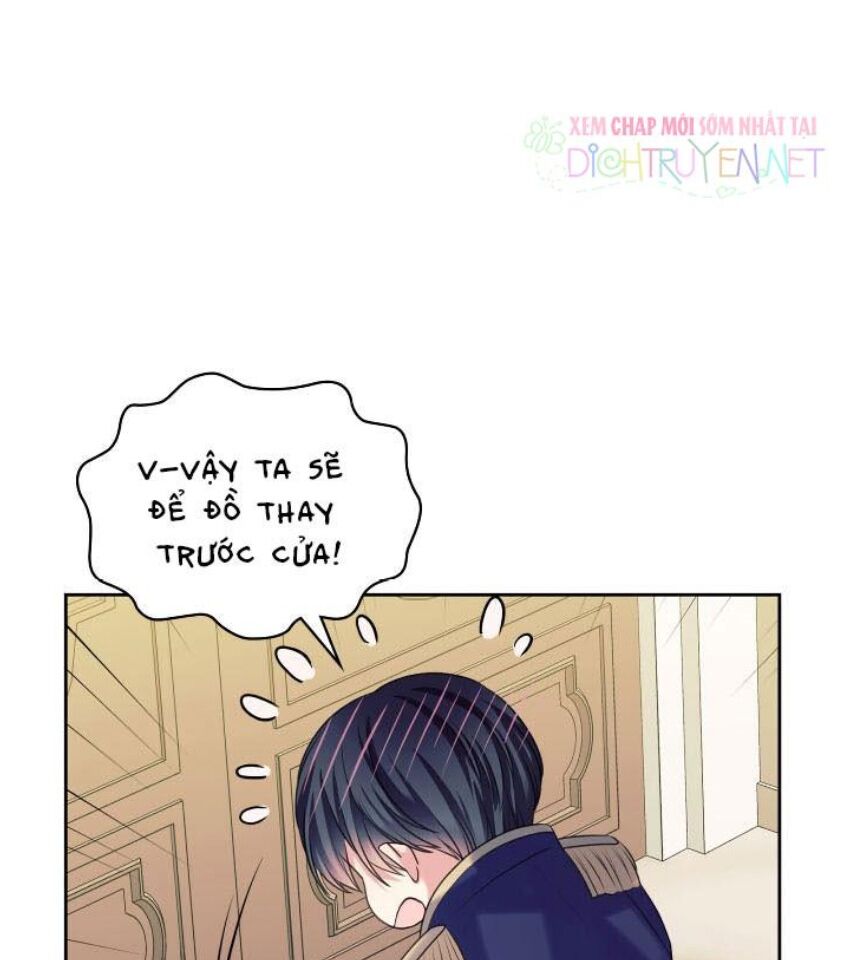 XEM CHAP MỚI SỚM NHẤT TẠI
DICHTRUYEN.NET
V-VẬY TA SẼ
ĐỂ ĐỒ THAY
TRƯỚC CỬA!